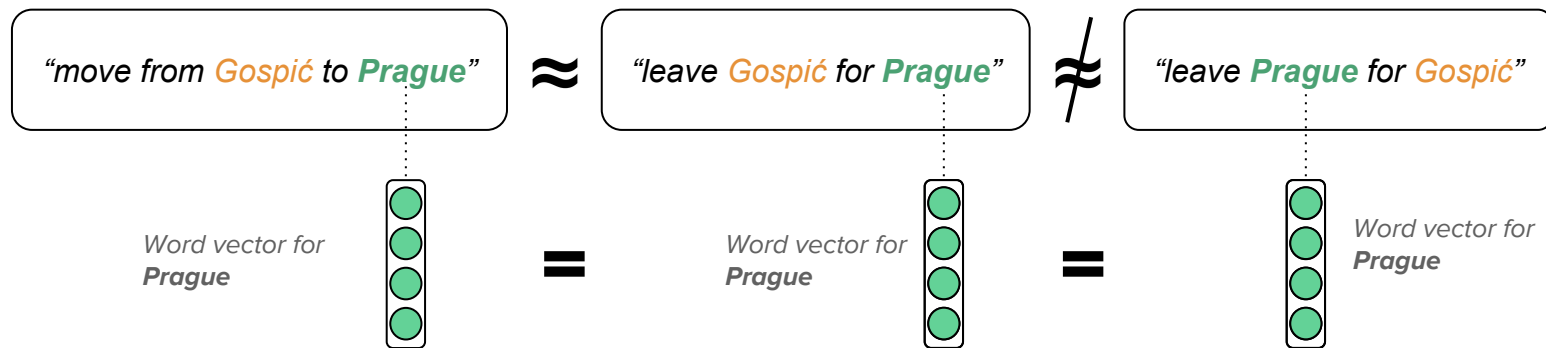 “move from Gospić to Prague” ≈ “leave Gospić for Prague” ≉ “leave Prague for Gospić”
Word vector for
Prague
=
Word vector for
Prague
=
Word vector for
Prague